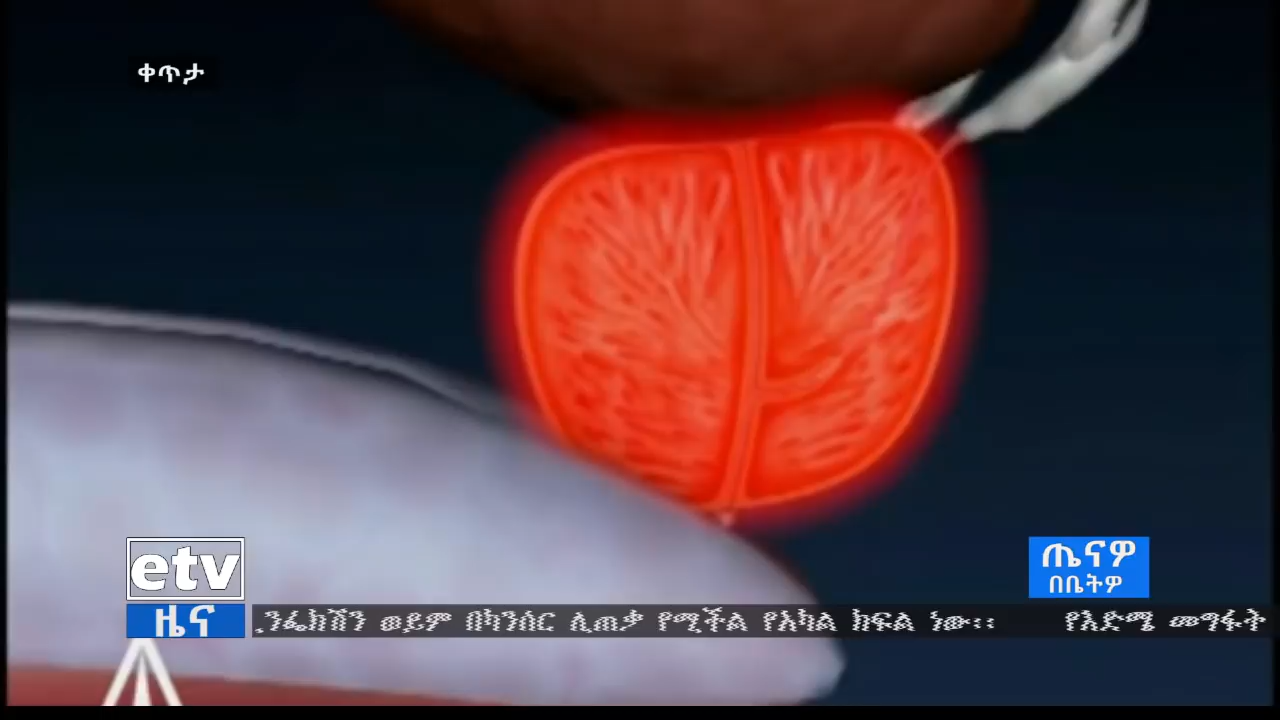 ቀጥታ
etv
ጤናዎ
በቤትዎ
ዜና
ኢንፌክሽን ወይም በካንሰር ሊጠቃ የሚችል የአካል ክፍል ነው፡፡ የእድሜ መግፋት